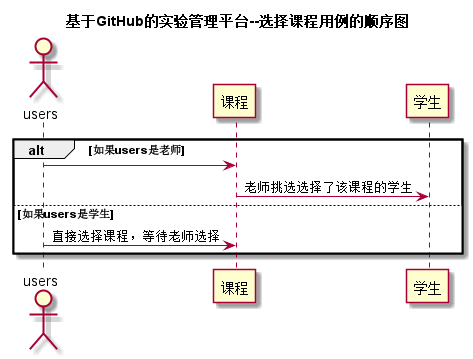 基于GitHub的实验管理平台--选择课程用例的顺序图
users
课程
学生
alt
[如果users是老师]
老师挑选选择了该课程的学生
[如果users是学生]
直接选择课程，等待老师选择
users
课程
学生